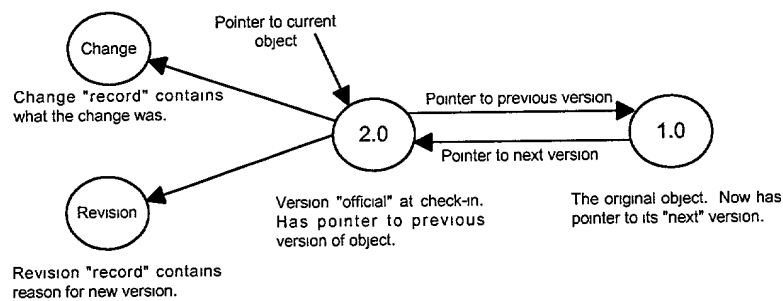 Pointer to current
object
Change
Change "record" contains
what the change was.
Pointer to previous version
2.0
1.0
Pointer to next version
Version "official" at check-in.
Has pointer to previous
version of object.
The original object. Now has
pointer to its "next" version.
Revision
Revision "record" contains
reason for new version.